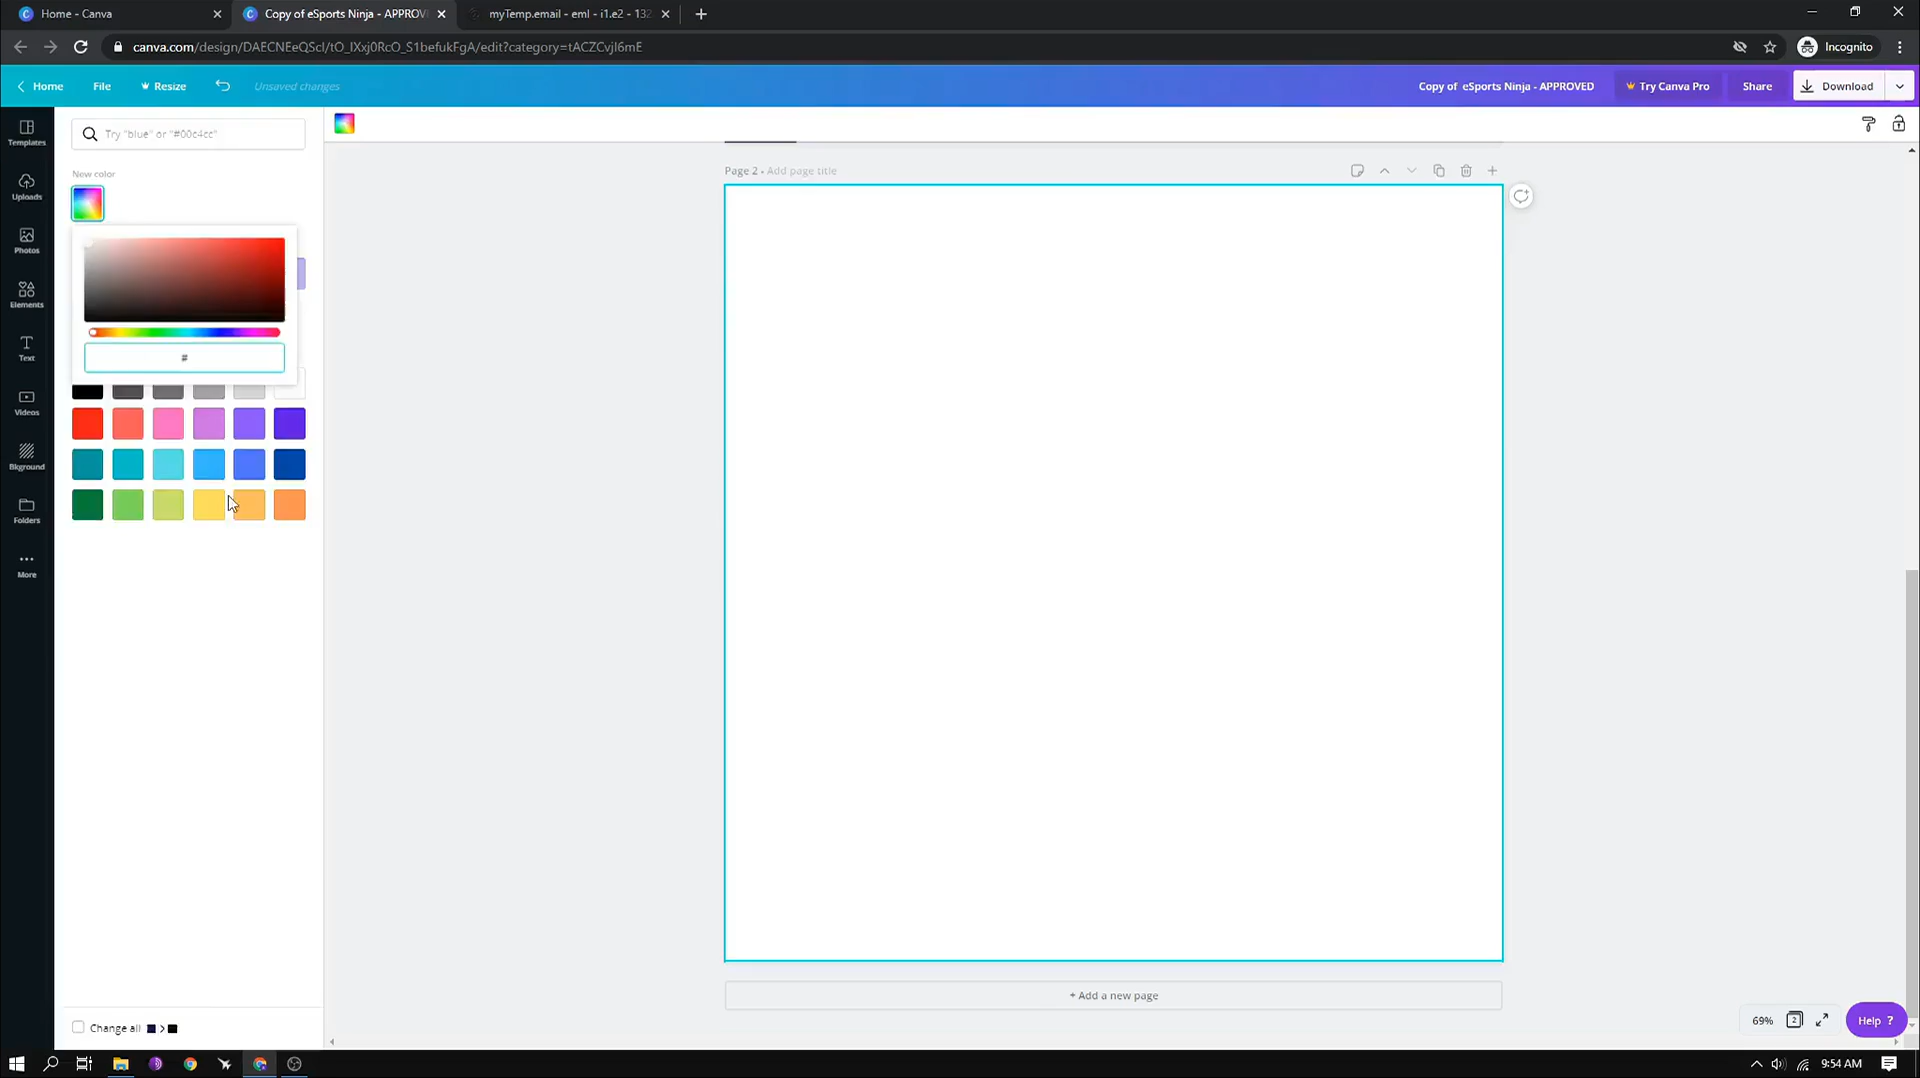 Home - Canva
Copy of eSports Ninja - APPROV
myTemp.email - eml - i1.e2 - 132
canva.com/design/DAECNEeQScI/tO_IXxj0RcO_S1befukFgA/edit?category=tACZCvjI6mE
Incognito
Home
File
Resize
Unsaved changes
Copy of eSports Ninja - APPROVED
Try Canva Pro
Share
Download
Templates
Try "blue" or "#00c4cc"
New color
Page 2 - Add page title
Uploads
Photos
Elements
Text
#
Videos
Bkground
Folders
More
+ Add a new page
Change all
69%
2
Help ?
9:54 AM